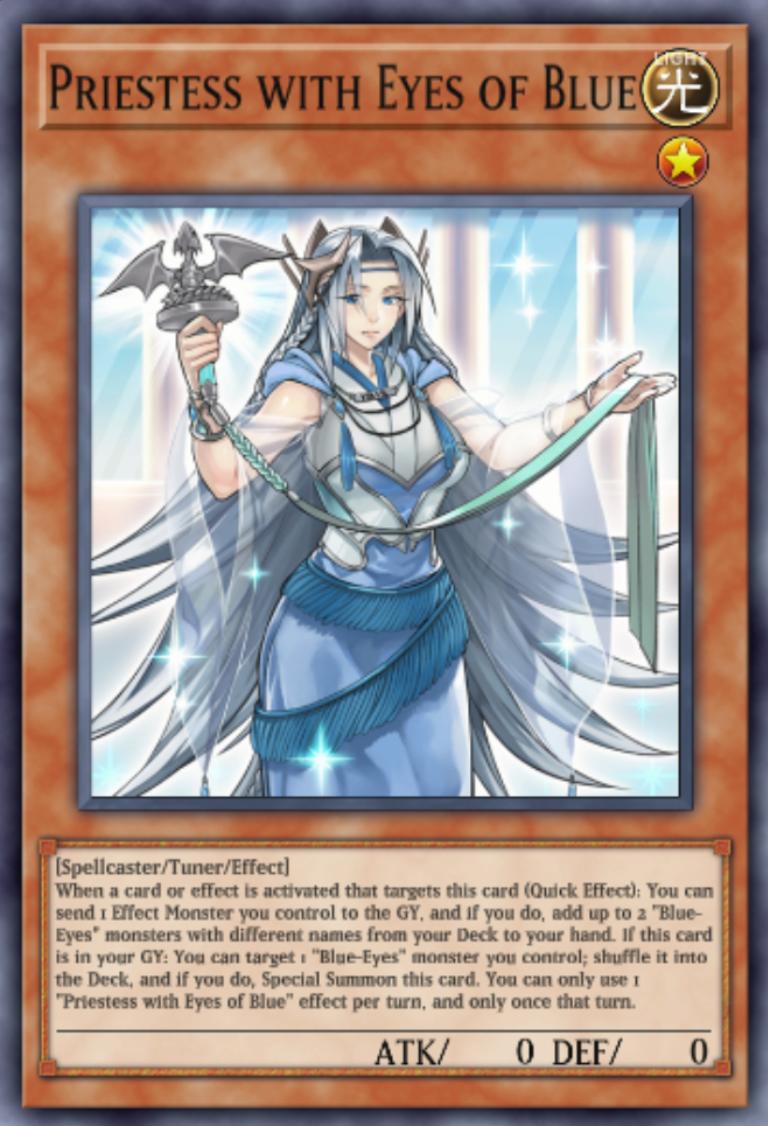 PRIESTESS WITH EYES OF BLUE
LIGHT
光
[Spellcaster/Tuner/Effect]
When a card or effect is activated that targets this card (Quick Effect): You can
send 1 Effect Monster you control to the GY, and if you do, add up to 2 "Blue-
Eyes" monsters with different names from your Deck to your hand. If this card
is in your GY: You can target 1 "Blue-Eyes" monster you control; shuffle it into
the Deck, and if you do, Special Summon this card. You can only use 1
"Priestess with Eyes of Blue" effect per turn, and only once that turn.
ATK/ 0 DEF/ 0